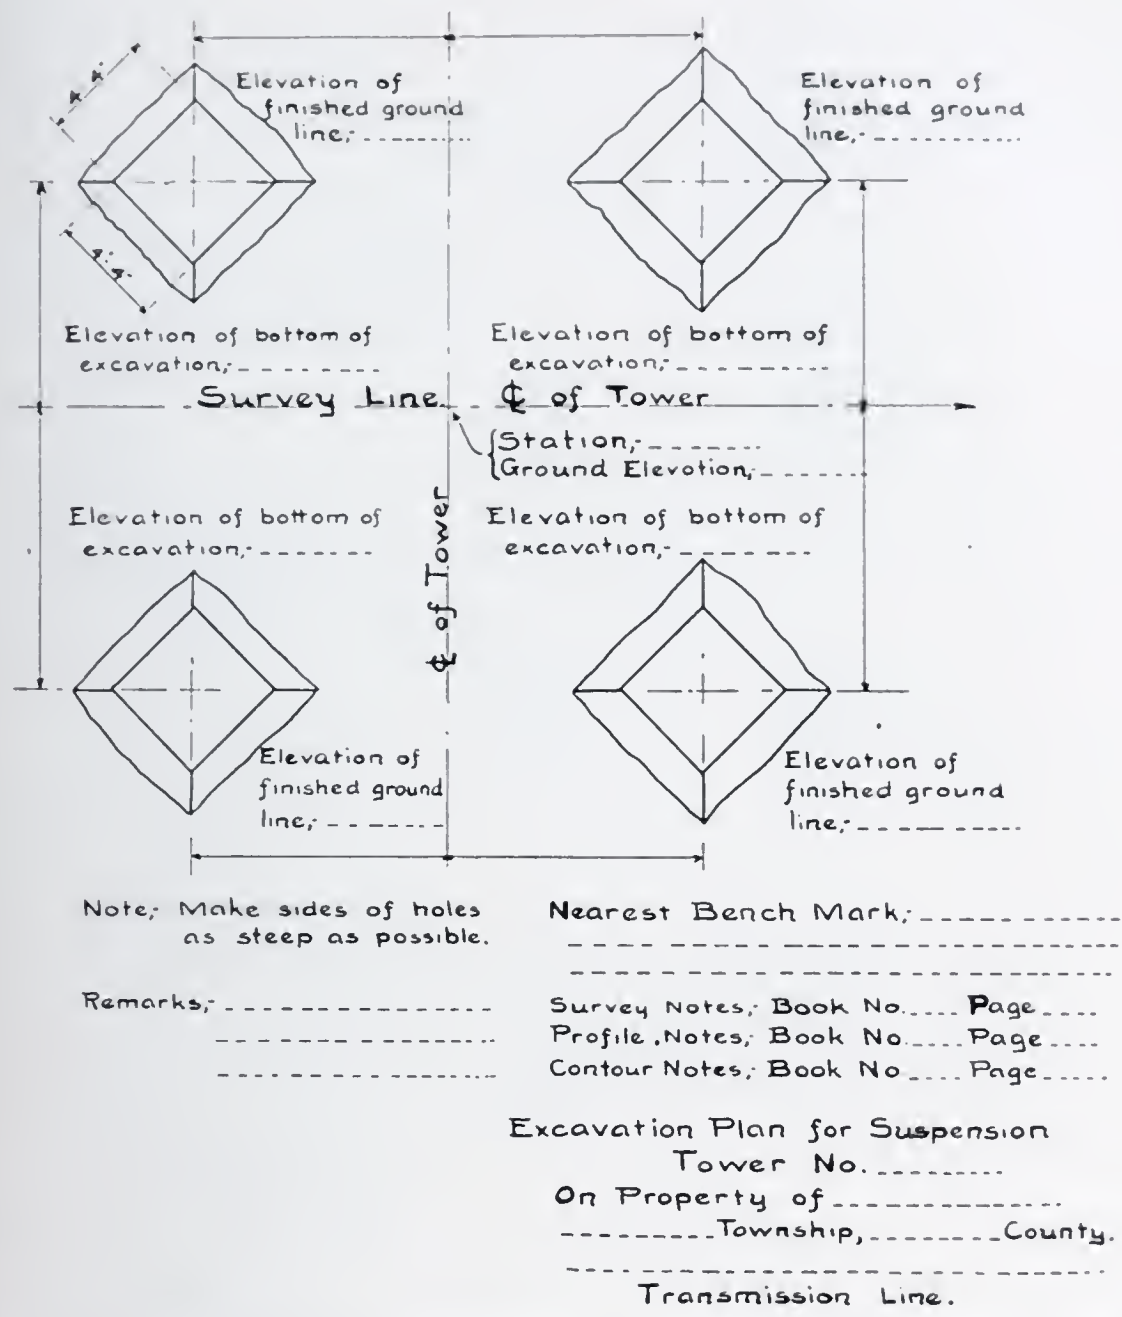 Elevation of
finished ground
line;-
Elevation of
finished ground
line;-
Elevation of bottom of
excavation;-
Elevation of bottom of
excavation;-
Survey Line
℄ of Tower
Station;-
Ground Elevation;-
℄ of Tower
Elevation of bottom of
excavation;-
Elevation of bottom of
excavation;-
Elevation of
finished ground
line;-
Elevation of
finished ground
line;-
Note;- Make sides of holes
as steep as possible.
Remarks;-
Nearest Bench Mark;-
Survey Notes;- Book No. Page
Profile Notes;- Book No. Page
Contour Notes;- Book No. Page
Excavation Plan for Suspension
Tower No.
On Property of
Township, County.
Transmission Line.